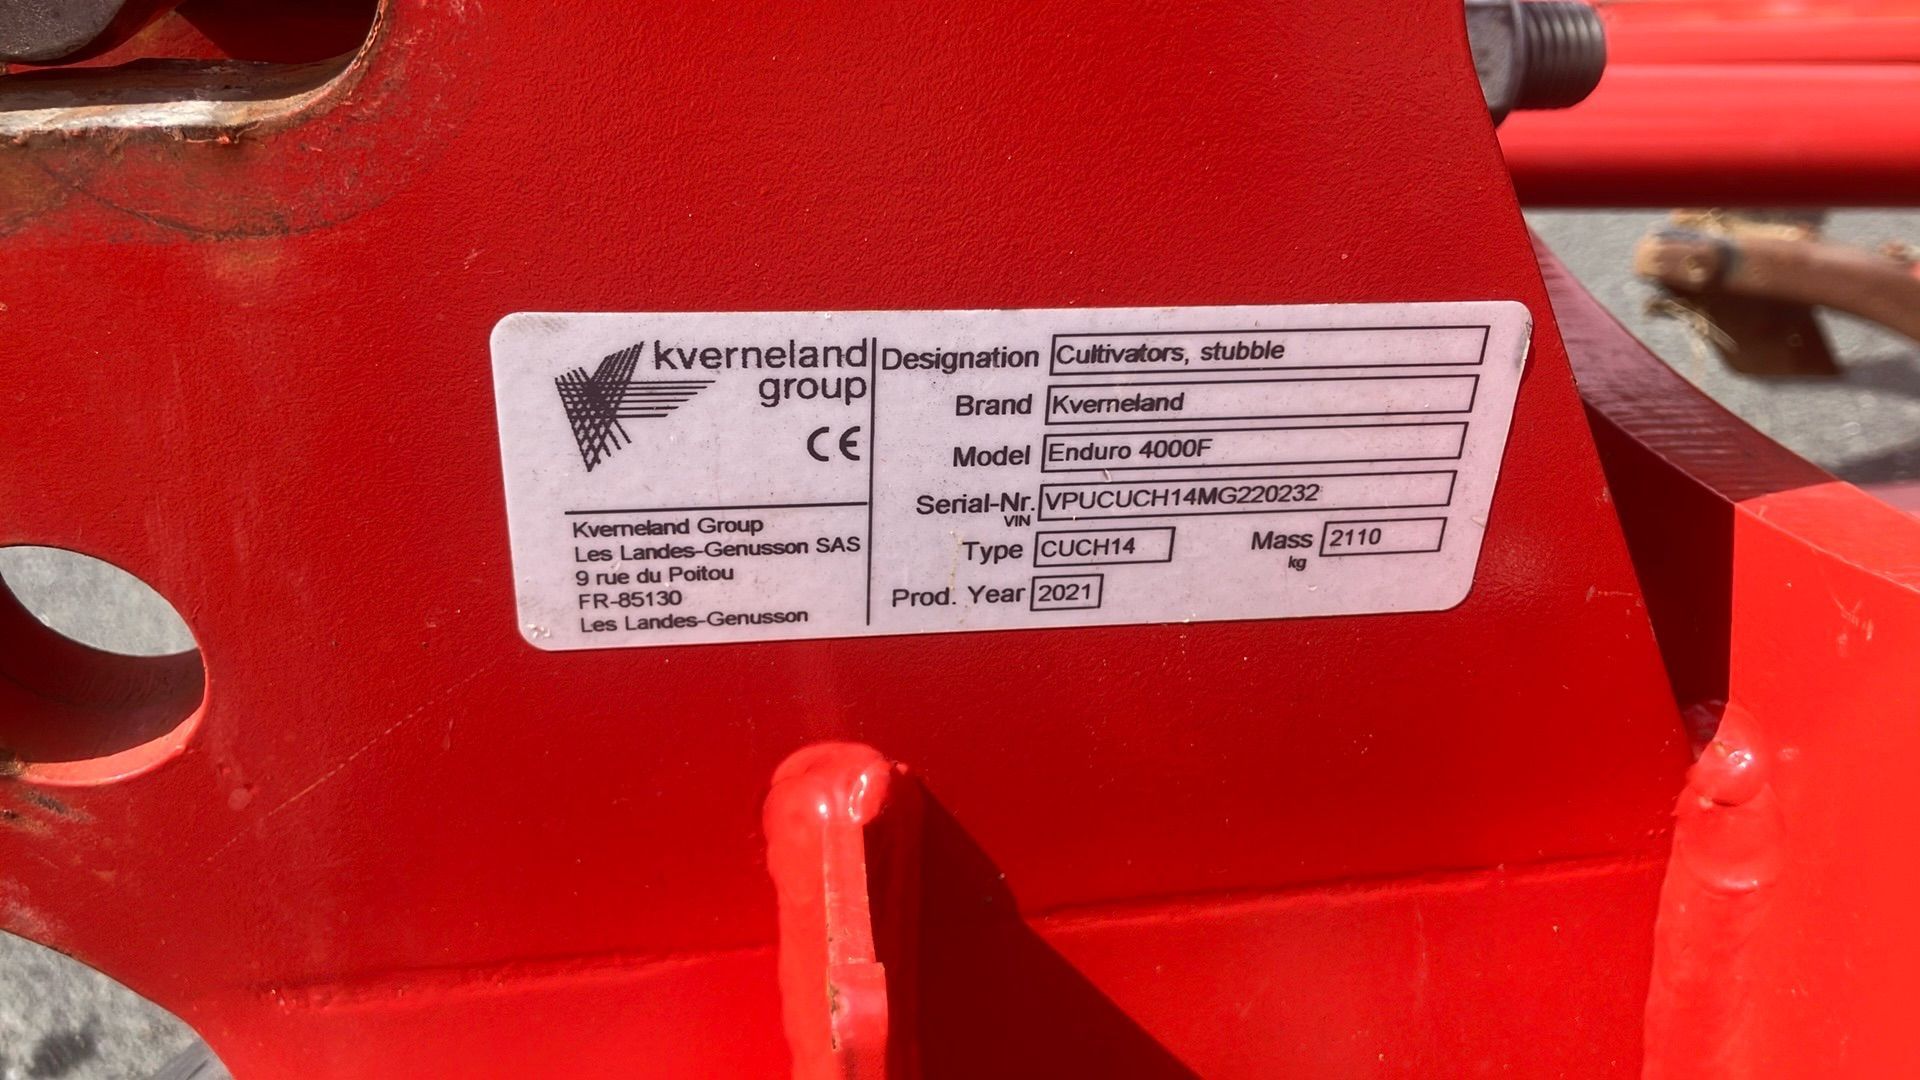 kverneland
group
CE
Kverneland Group
Les Landes-Genusson SAS
9 rue du Poitou
FR-85130
Les Landes-Genusson
Designation Cultivators, stubble
Brand Kverneland
Model Enduro 4000F
Serial-Nr. VPUCUCH14MG220232
VIN
Type CUCH14 Mass 2110
kg
Prod. Year 2021